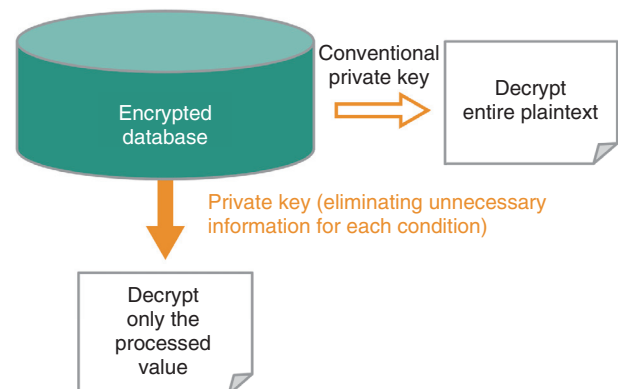 Encrypted
database
Conventional
private key
Decrypt
entire plaintext
Private key (eliminating unnecessary
information for each condition)
Decrypt
only the
processed
value